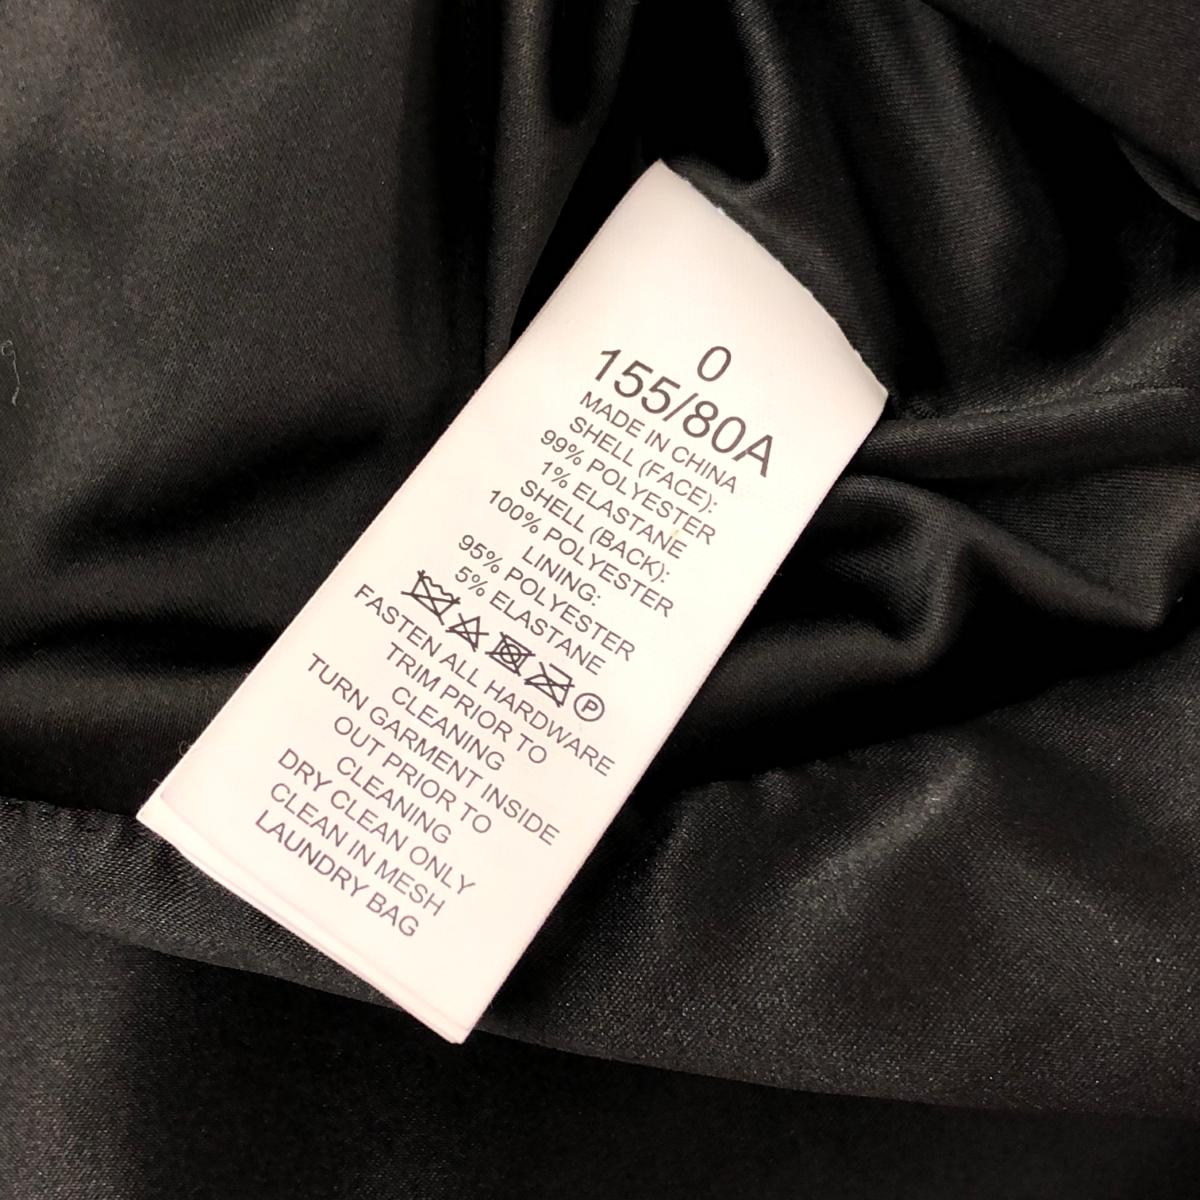 0
155/80A
MADE IN CHINA
SHELL (FACE):
99% POLYESTER
1% ELASTANE
SHELL (BACK):
100% POLYESTER
LINING:
95% POLYESTER
5% ELASTANE
P
FASTEN ALL HARDWARE
TRIM PRIOR TO
CLEANING
TURN GARMENT INSIDE
OUT PRIOR TO
CLEANING
DRY CLEAN ONLY
CLEAN IN MESH
LAUNDRY BAG